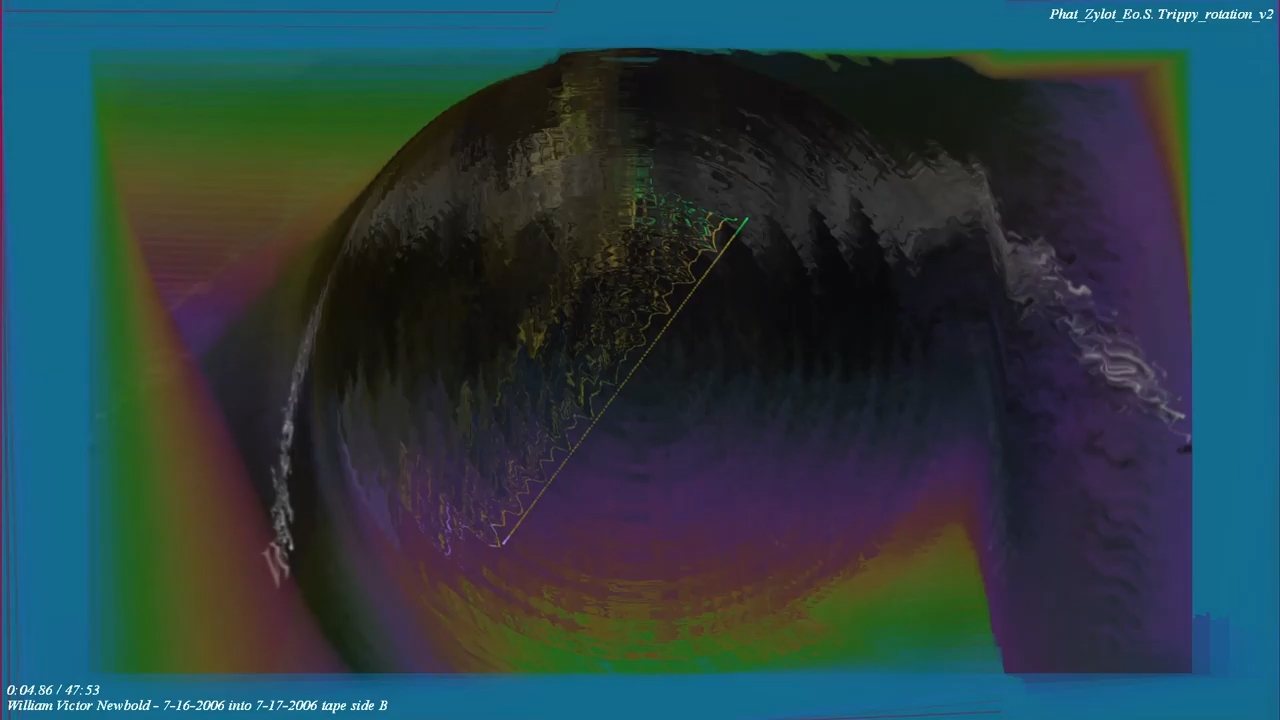 Phat_Zylot_Eo.S. Trippy_rotation_v2
0:04.86 / 47:53
William Victor Newbold - 7-16-2006 into 7-17-2006 tape side B